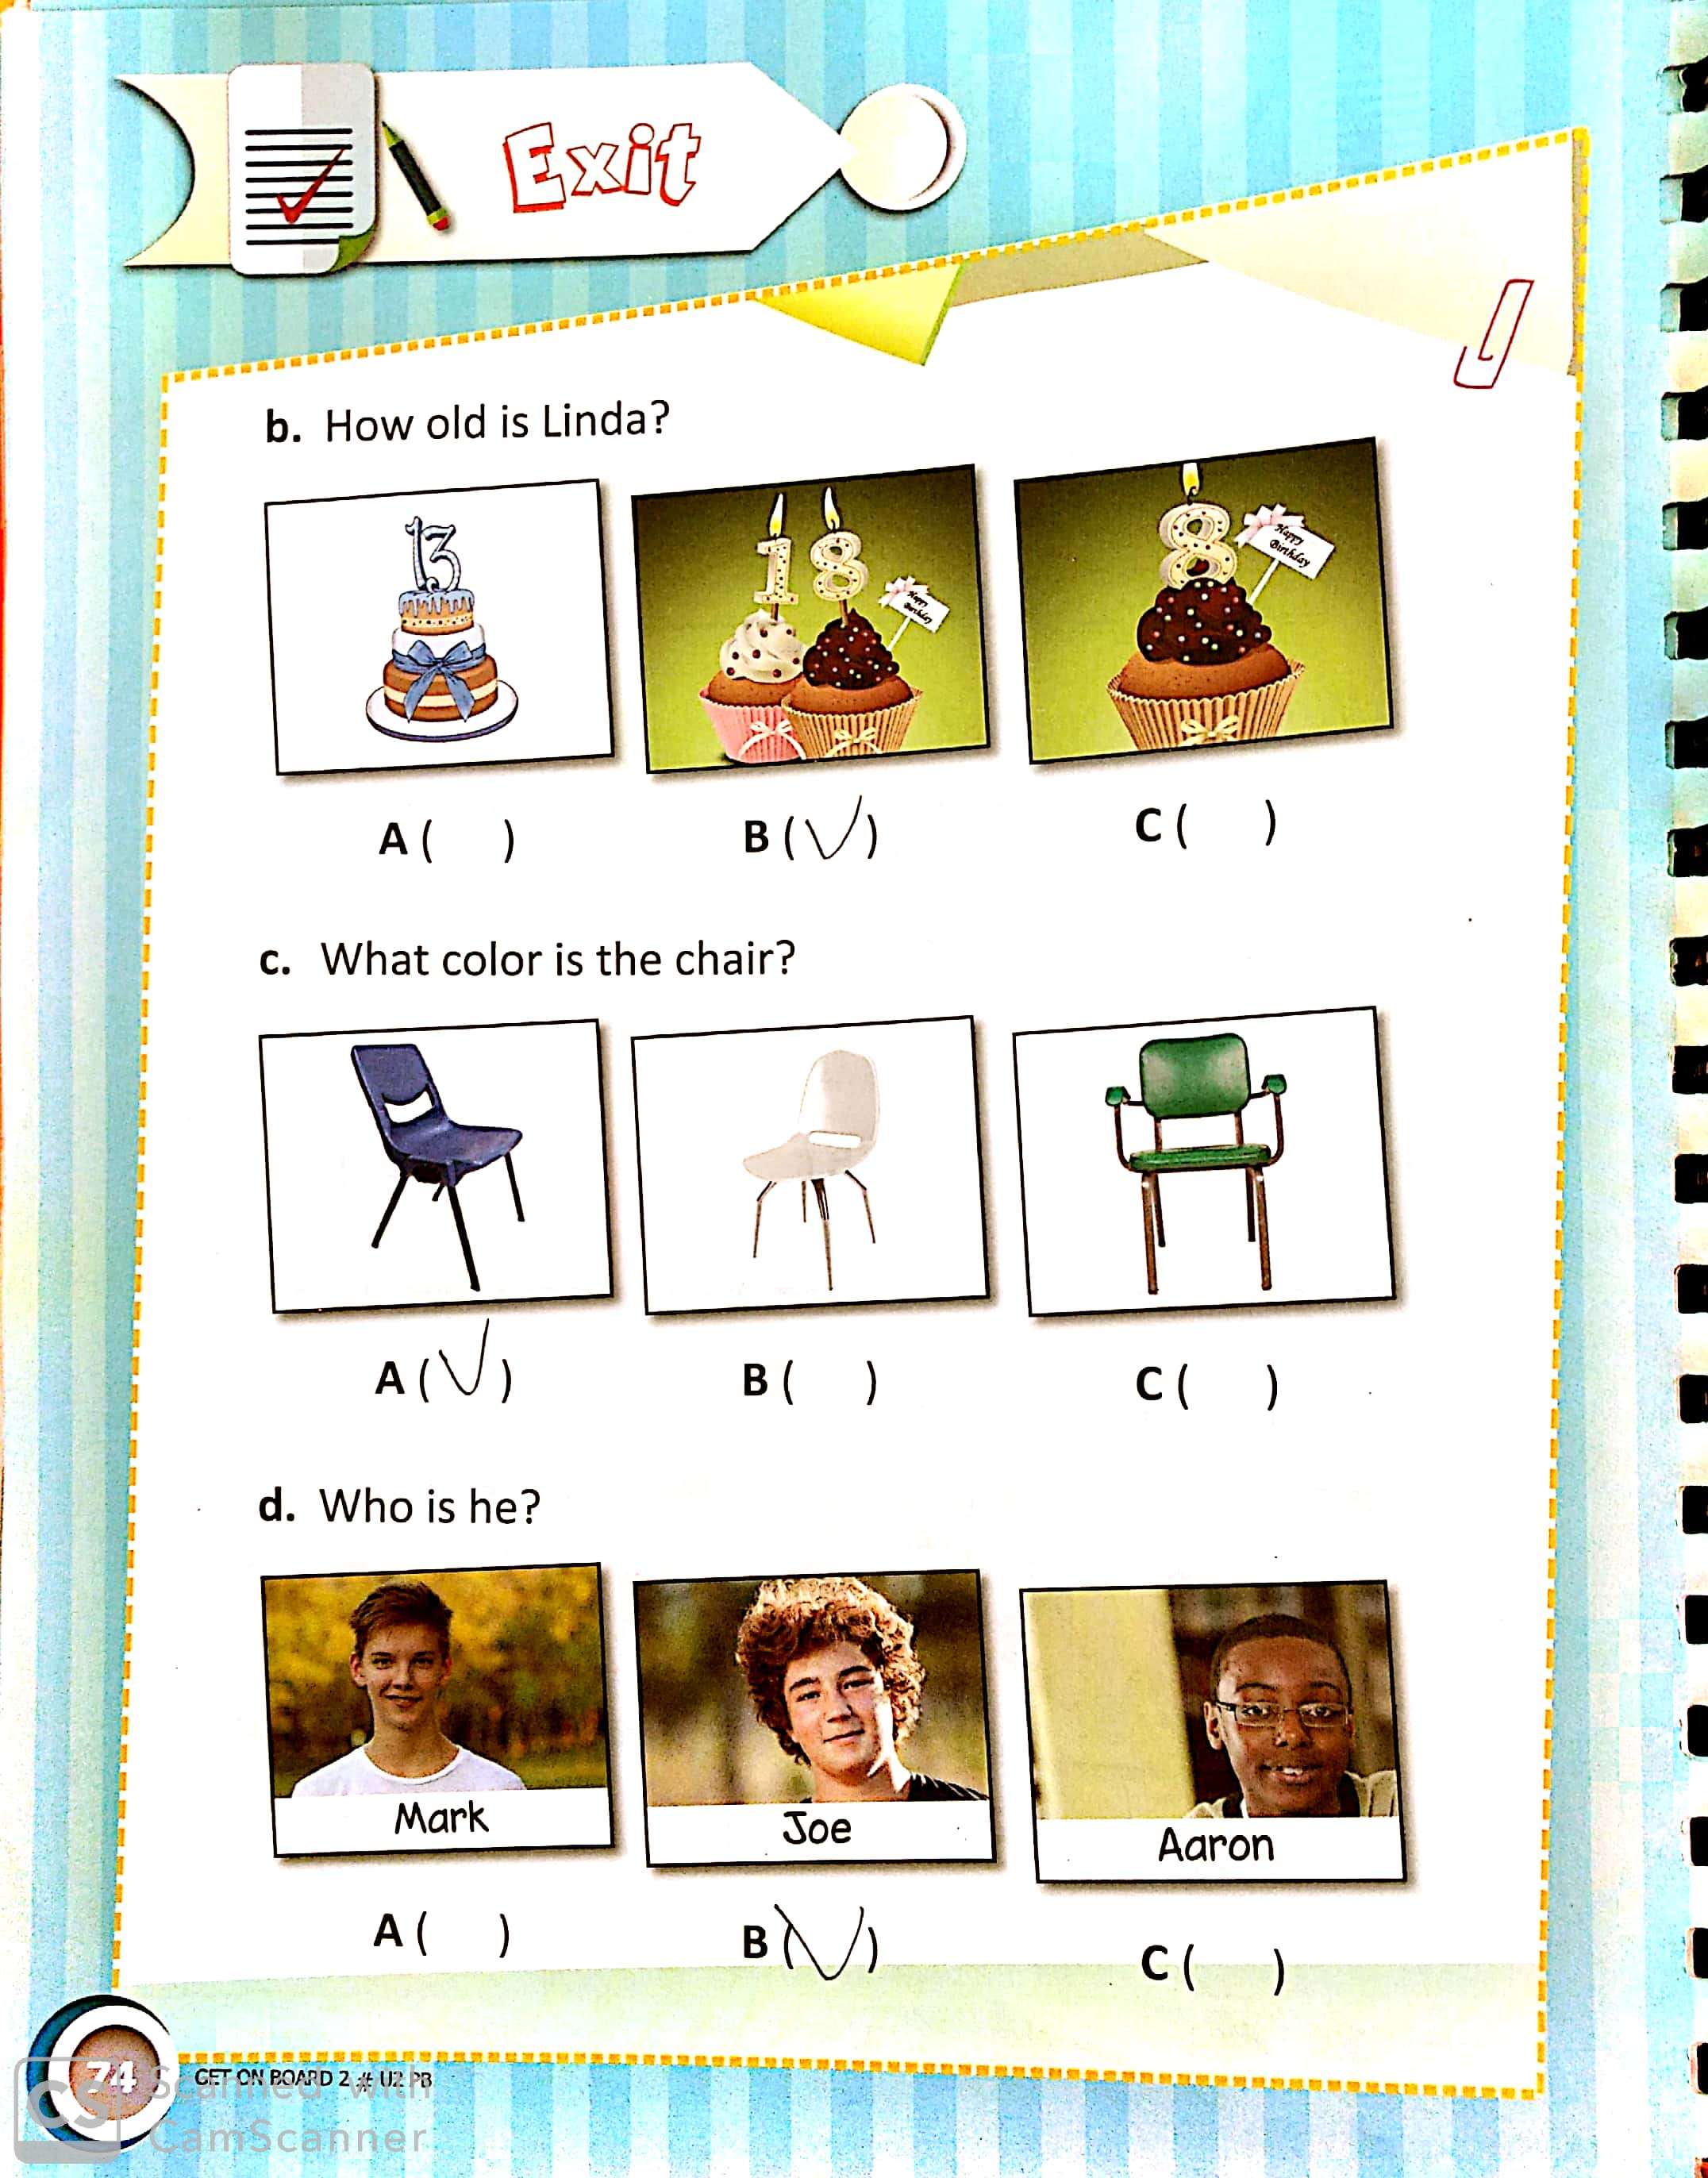 Exit
b. How old is Linda?
13
18
Happy Birthday
8
Happy Birthday
A ( )
B (✓)
C ( )
c. What color is the chair?
A (✓)
B ( )
C ( )
d. Who is he?
Mark
Joe
Aaron
A ( )
B (✓)
C ( )
74
GET ON BOARD 2 # U2 PB
CS
Scanned with
CamScanner